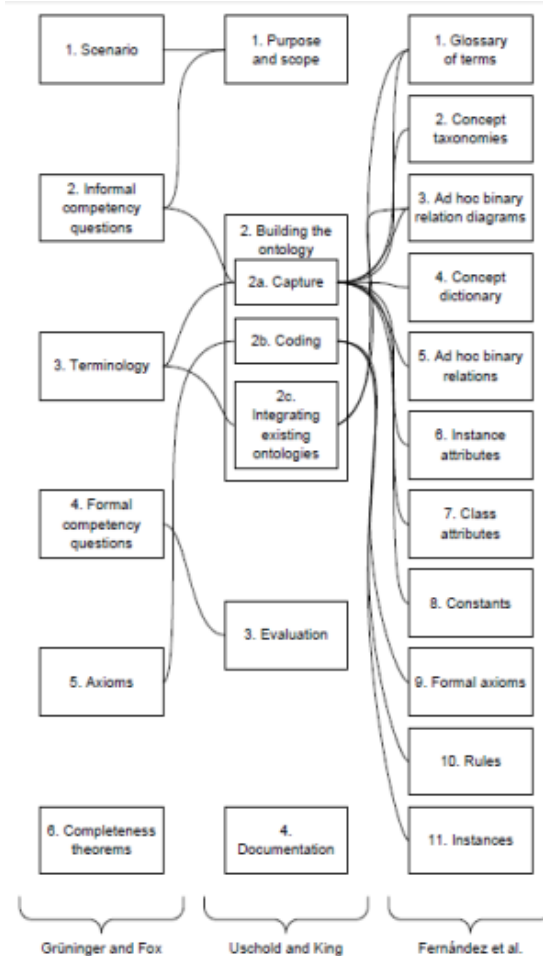 1. Scenario
2. Informal
competency
questions
3. Terminology
4. Formal
competency
questions
5. Axioms
6. Completeness
theorems
Grüninger and Fox
1. Purpose
and scope
2. Building the
ontology
2a. Capture
2b. Coding
2c.
Integrating
existing
ontologies
3. Evaluation
4.
Documentation
Uschold and King
1. Glossary
of terms
2. Concept
taxonomies
3. Ad hoc binary
relation diagrams
4. Concept
dictionary
5. Ad hoc binary
relations
6. Instance
attributes
7. Class
attributes
8. Constants
9. Formal axioms
10. Rules
11. Instances
Fernández et al.